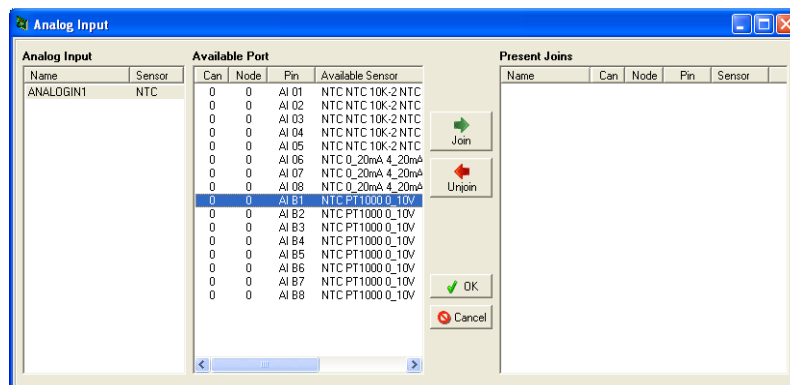 Analog Input
Analog Input
Name Sensor
ANALOGIN1 NTC
Available Port
Can Node Pin Available Sensor
0 0 AI 01 NTC NTC 10K-2 NTC
0 0 AI 02 NTC NTC 10K-2 NTC
0 0 AI 03 NTC NTC 10K-2 NTC
0 0 AI 04 NTC NTC 10K-2 NTC
0 0 AI 05 NTC NTC 10K-2 NTC
0 0 AI 06 NTC 0_20mA 4_20mA
0 0 AI 07 NTC 0_20mA 4_20mA
0 0 AI 08 NTC 0_20mA 4_20mA
0 0 AI B1 NTC PT1000 0_10V
0 0 AI B2 NTC PT1000 0_10V
0 0 AI B3 NTC PT1000 0_10V
0 0 AI B4 NTC PT1000 0_10V
0 0 AI B5 NTC PT1000 0_10V
0 0 AI B6 NTC PT1000 0_10V
0 0 AI B7 NTC PT1000 0_10V
0 0 AI B8 NTC PT1000 0_10V
Join
Unjoin
OK
Cancel
Present Joins
Name Can Node Pin Sensor